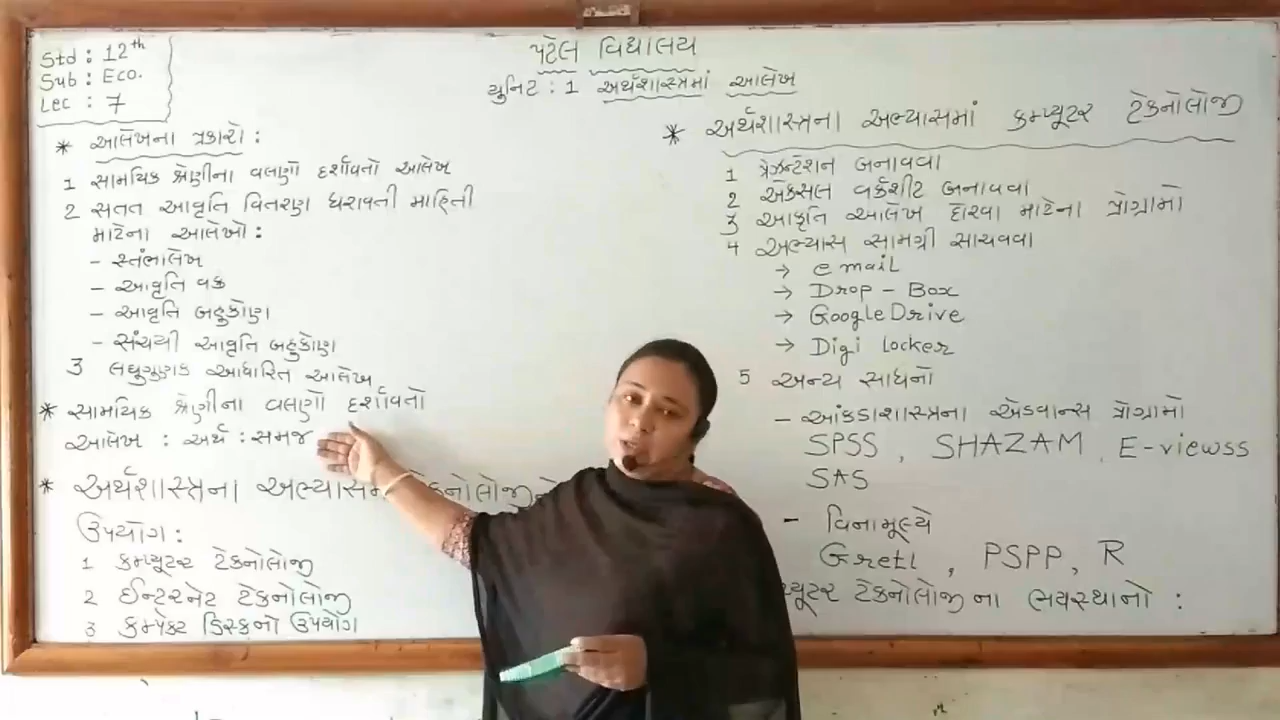 Std : 12th
Sub : Eco.
Lec : 7
પટેલ વિદ્યાલય
યુનિટ : 1 અર્થશાસ્ત્રમાં આલેખ
* આલેખના પ્રકારો :
1 સામયિક શ્રેણીના વલણો દર્શાવતો આલેખ
2 સતત આવૃતિ વિતરણ ધરાવતી માહિતી
માટેના આલેખો :
- સ્તંભાલેખ
- આવૃતિ વક્ર
- આવૃતિ બહુકોણ
- સંચયી આવૃતિ બહુકોણ
3 લઘુગુણક આધારિત આલેખ
* સામયિક શ્રેણીના વલણો દર્શાવતો
આલેખ : અર્થ : સમજ
* અર્થશાસ્ત્રના
ઉપયોગ :
1 કમ્પ્યૂટર ટેકનોલોજી
2 ઈન્ટરનેટ ટેકનોલોજી
3 કમ્પેક્ટ ડિસ્કનો ઉપયોગ
* અર્થશાસ્ત્રના અભ્યાસમાં કમ્પ્યૂટર ટેકનોલોજી
1 પ્રેઝન્ટેશન બનાવવા
2 એક્સલ વર્કશીટ બનાવવા
3 આકૃતિ આલેખ દોરવા માટેના પ્રોગ્રામો
4 અભ્યાસ સામગ્રી સાચવવા
→ e mail
→ Drop - Box
→ Google Drive
→ Digi locker
5 અન્ય સાધનો
- આંકડાશાસ્ત્રના એડવાન્સ પ્રોગ્રામો
SPSS , SHAZAM , E-viewss
SAS
- વિનામૂલ્યે
Gretl , PSPP, R
ટેકનોલોજી ના ભયસ્થાનો :